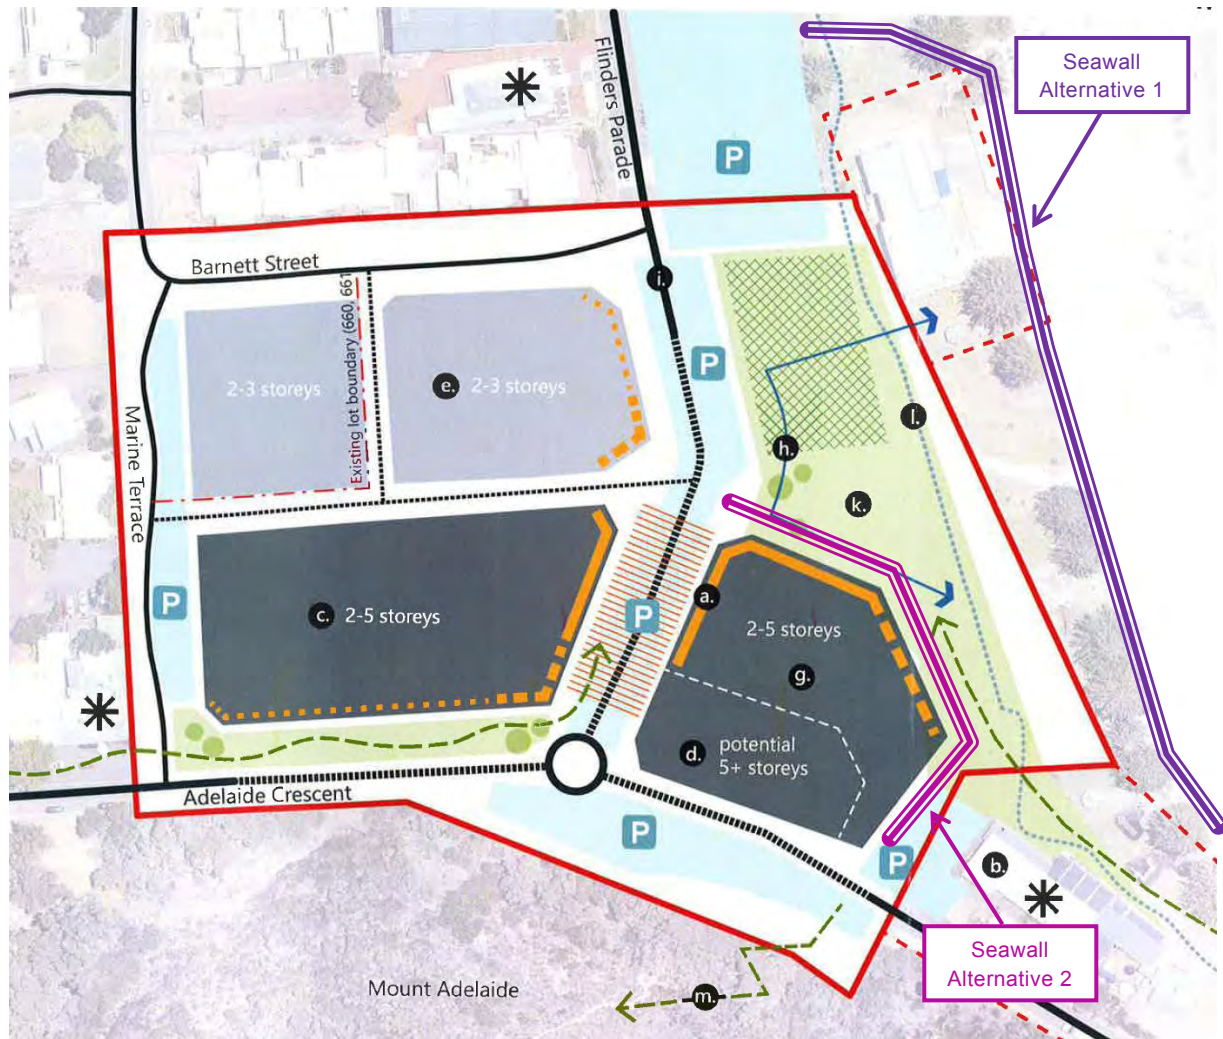 Seawall
Alternative 1
Flinders Parade
P
Barnett Street
i.
Existing lot boundary (660, 661
2-3 storeys
e. 2-3 storeys
P
Marine Terrace
h.
l.
k.
P
c. 2-5 storeys
a.
P
2-5 storeys
g.
d. potential
5+ storeys
Adelaide Crescent
P
P
b.
Seawall
Alternative 2
Mount Adelaide
m.